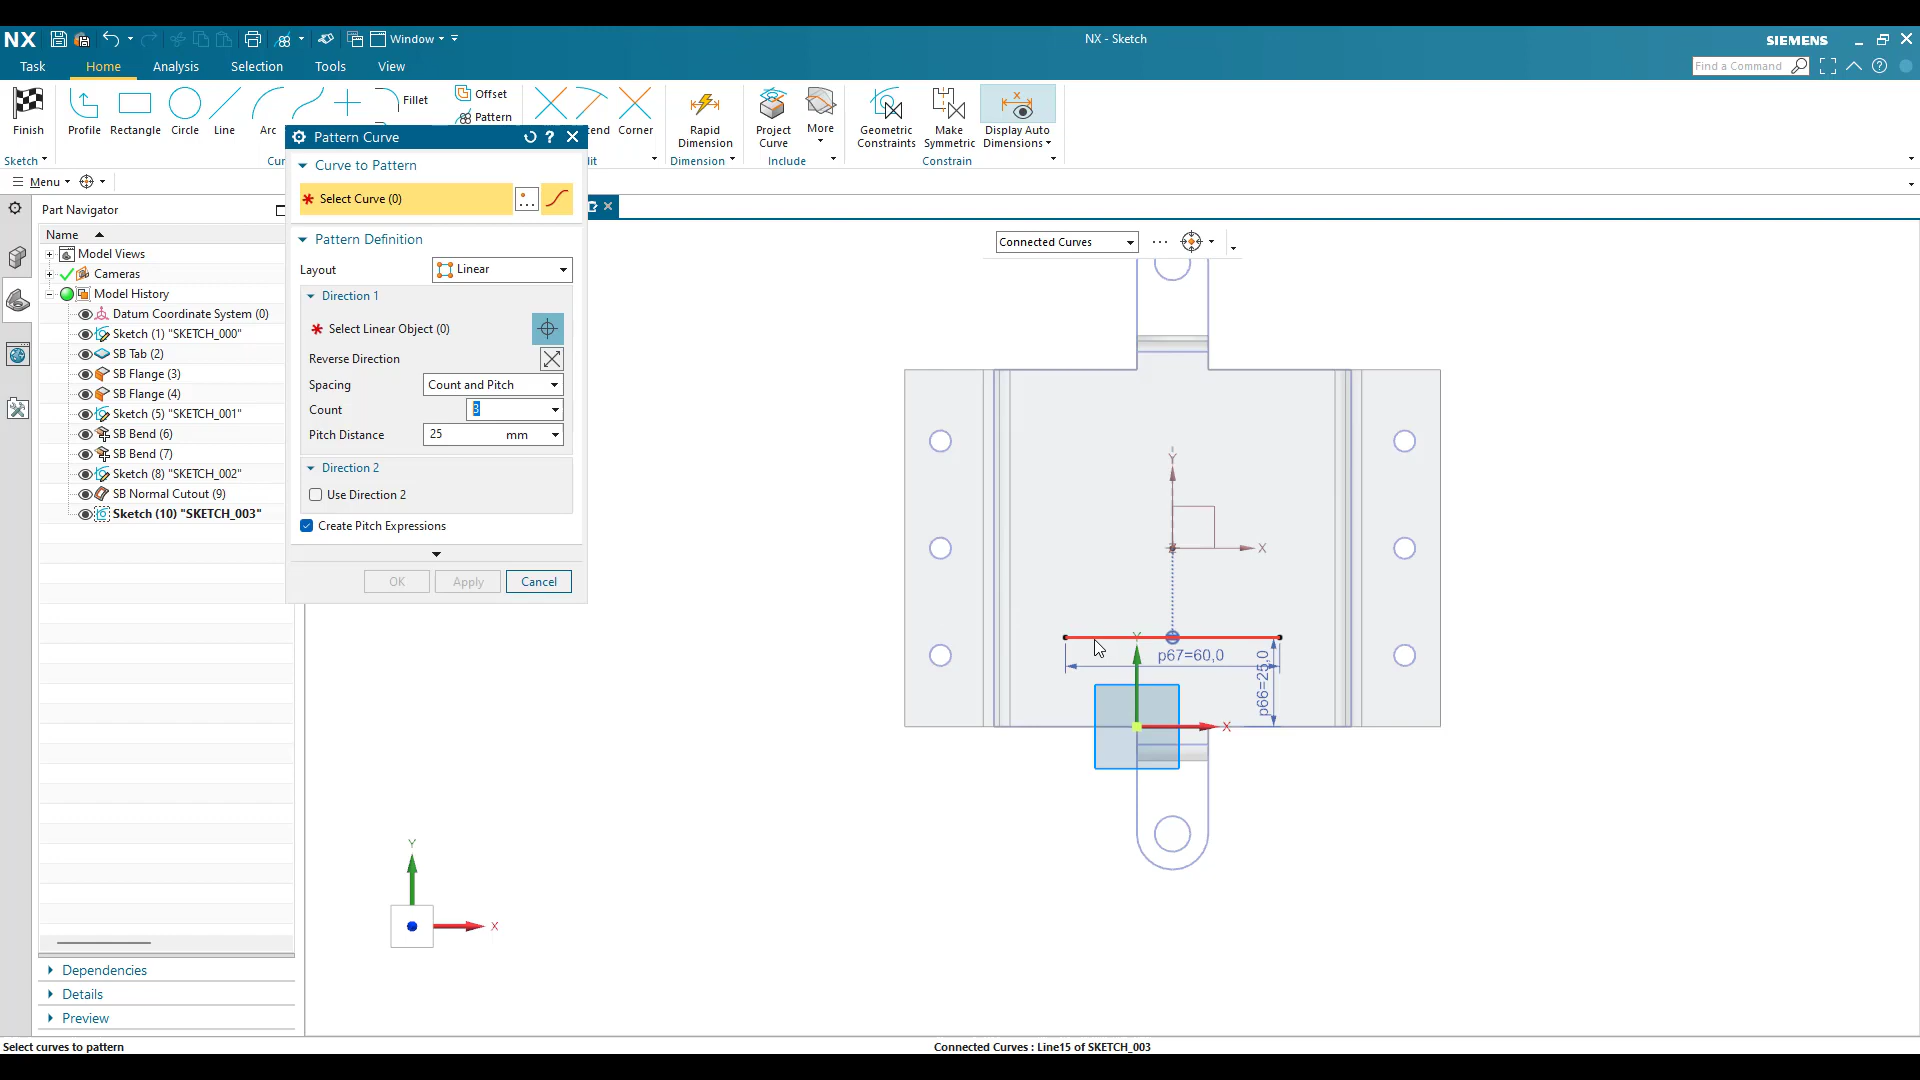 NX
Window
NX - Sketch
SIEMENS
Task
Home
Analysis
Selection
Tools
View
Find a Command
Finish
Profile
Rectangle
Circle
Line
Arc
Fillet
Offset
Pattern
end
Corner
Rapid
Dimension
Project
Curve
More
Geometric
Constraints
Make
Symmetric
Display Auto
Dimensions
Sketch
Cur
it
Dimension
Include
Constrain
Menu
Part Navigator
Name
Model Views
Cameras
Model History
Datum Coordinate System (0)
Sketch (1) "SKETCH_000"
SB Tab (2)
SB Flange (3)
SB Flange (4)
Sketch (5) "SKETCH_001"
SB Bend (6)
SB Bend (7)
Sketch (8) "SKETCH_002"
SB Normal Cutout (9)
Sketch (10) "SKETCH_003"
Dependencies
Details
Preview
Pattern Curve
Curve to Pattern
Select Curve (0)
Pattern Definition
Layout
Linear
Direction 1
Select Linear Object (0)
Reverse Direction
Spacing
Count and Pitch
Count
3
Pitch Distance
25
mm
Direction 2
Use Direction 2
Create Pitch Expressions
OK
Apply
Cancel
Connected Curves
Y
X
Y
p67=60,0
p66=25,0
X
Y
X
Select curves to pattern
Connected Curves : Line15 of SKETCH_003